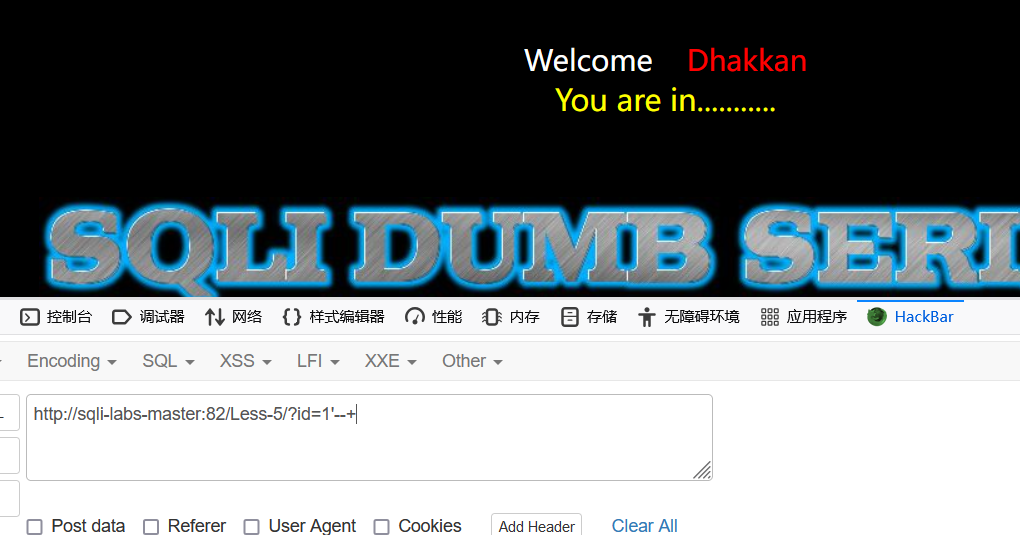 Welcome Dhakkan
You are in...........
SQLI DUMB SERI
控制台 调试器 网络 样式编辑器 性能 内存 存储 无障碍环境 应用程序 HackBar
Encoding SQL XSS LFI XXE Other
http://sqli-labs-master:82/Less-5/?id=1'--+
Post data Referer User Agent Cookies Add Header Clear All